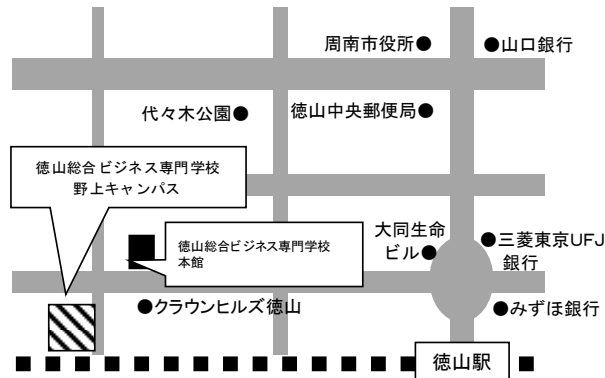 周南市役所●
●山口銀行
代々木公園●
徳山中央郵便局●
徳山総合ビジネス専門学校
野上キャンパス
徳山総合ビジネス専門学校
本館
大同生命
ビル●
●三菱東京UFJ
銀行
●クラウンヒルズ徳山
●みずほ銀行
徳山駅